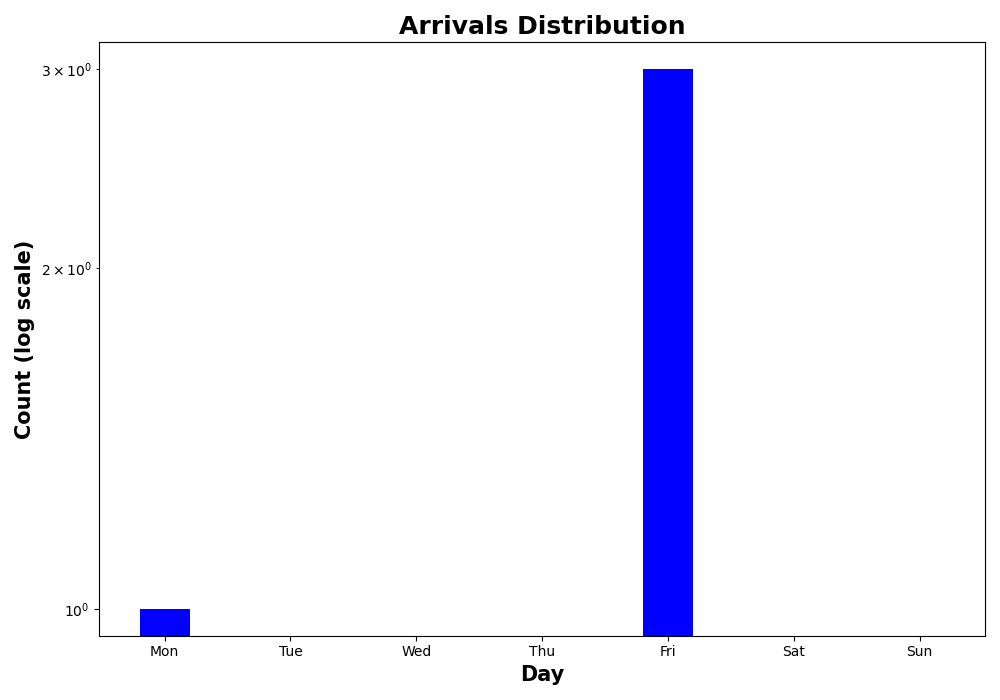 Arrivals Distribution
3 × 10⁰
2 × 10⁰
10⁰
Count (log scale)
Mon Tue Wed Thu Fri Sat Sun
Day